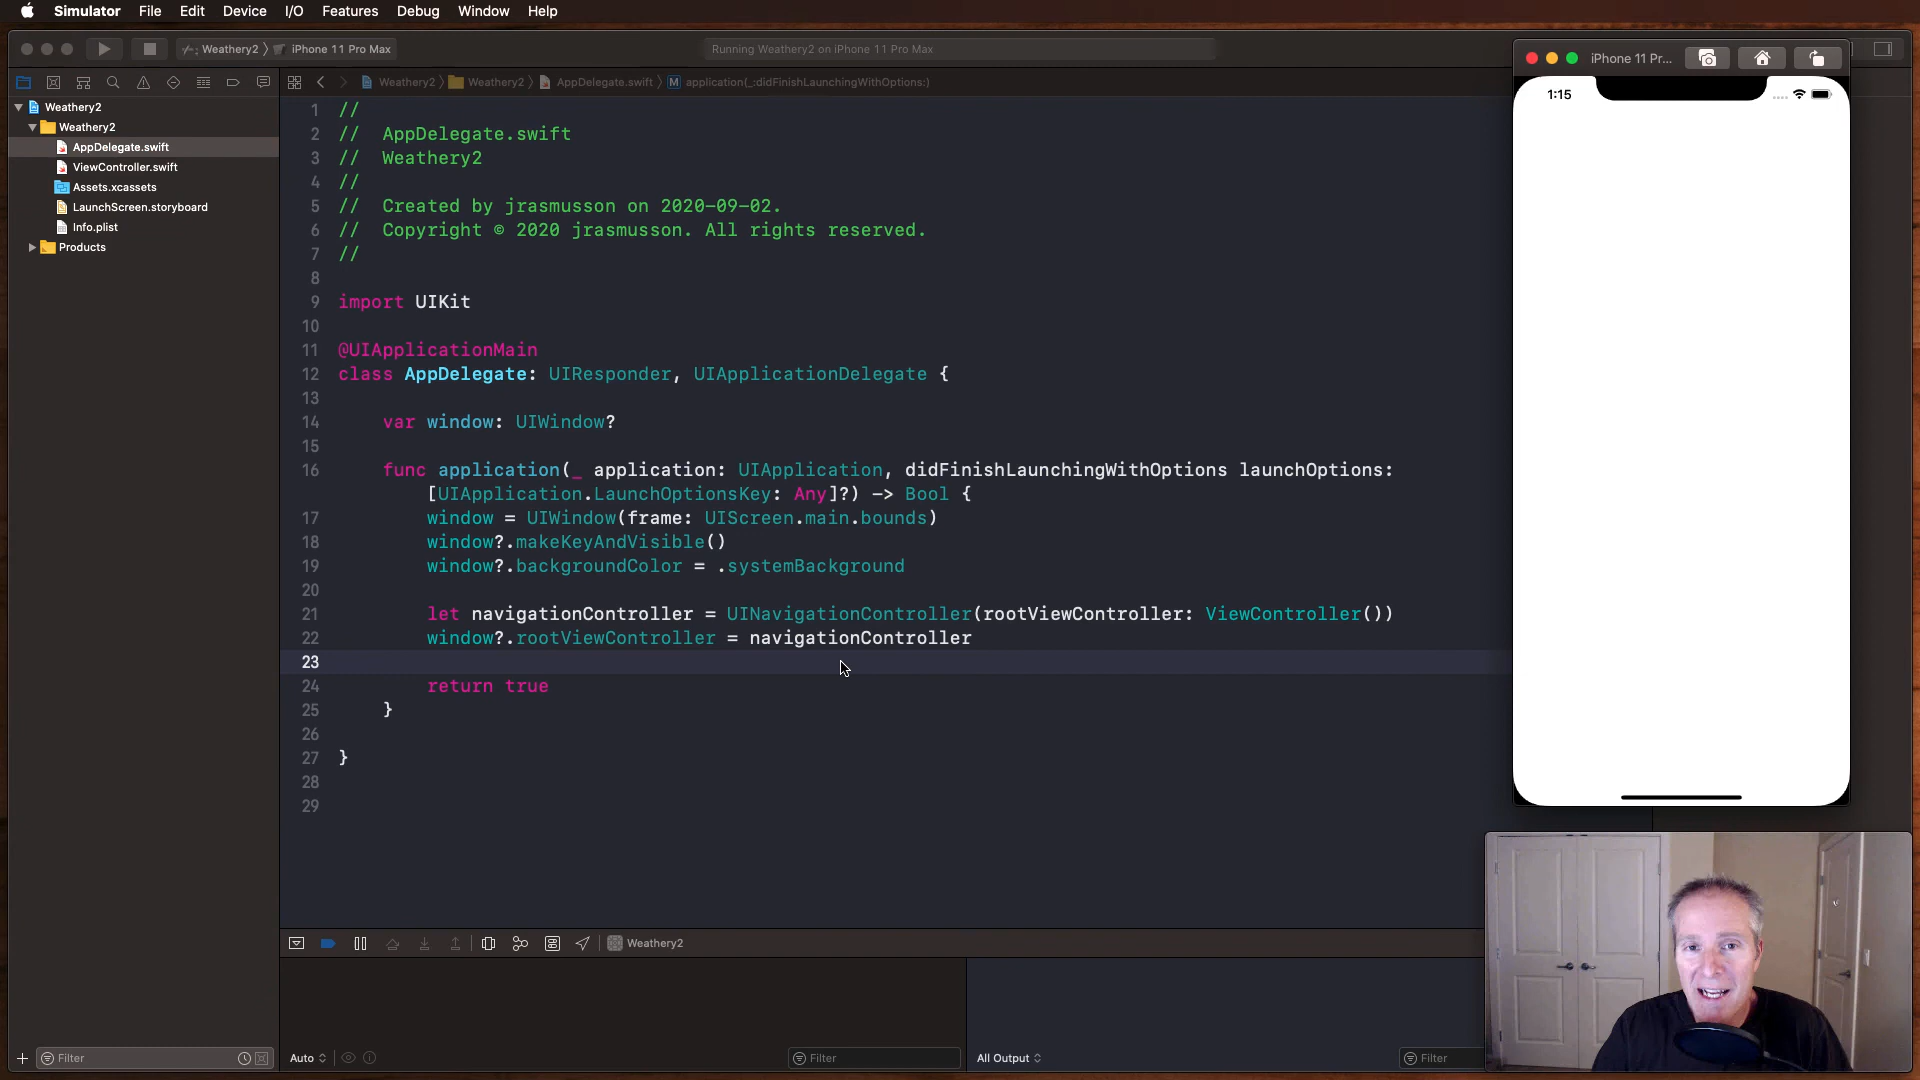 Simulator File Edit Device I/O Features Debug Window Help
Weathery2 iPhone 11 Pro Max
Running Weathery2 on iPhone 11 Pro Max
iPhone 11 Pr...
Weathery2 Weathery2 AppDelegate.swift M application(_:didFinishLaunchingWithOptions:)
1:15
Weathery2
Weathery2
AppDelegate.swift
ViewController.swift
Assets.xcassets
LaunchScreen.storyboard
Info.plist
Products
1 //
2 // AppDelegate.swift
3 // Weathery2
4 //
5 // Created by jrasmusson on 2020-09-02.
6 // Copyright © 2020 jrasmusson. All rights reserved.
7 //
8
9 import UIKit
10
11 @UIApplicationMain
12 class AppDelegate: UIResponder, UIApplicationDelegate {
13
14 var window: UIWindow?
15
16 func application(_ application: UIApplication, didFinishLaunchingWithOptions launchOptions:
[UIApplication.LaunchOptionsKey: Any]?) -> Bool {
17 window = UIWindow(frame: UIScreen.main.bounds)
18 window?.makeKeyAndVisible()
19 window?.backgroundColor = .systemBackground
20
21 let navigationController = UINavigationController(rootViewController: ViewController())
22 window?.rootViewController = navigationController
23
24 return true
25 }
26
27 }
28
29
Weathery2
Filter
Auto
Filter
All Output
Filter